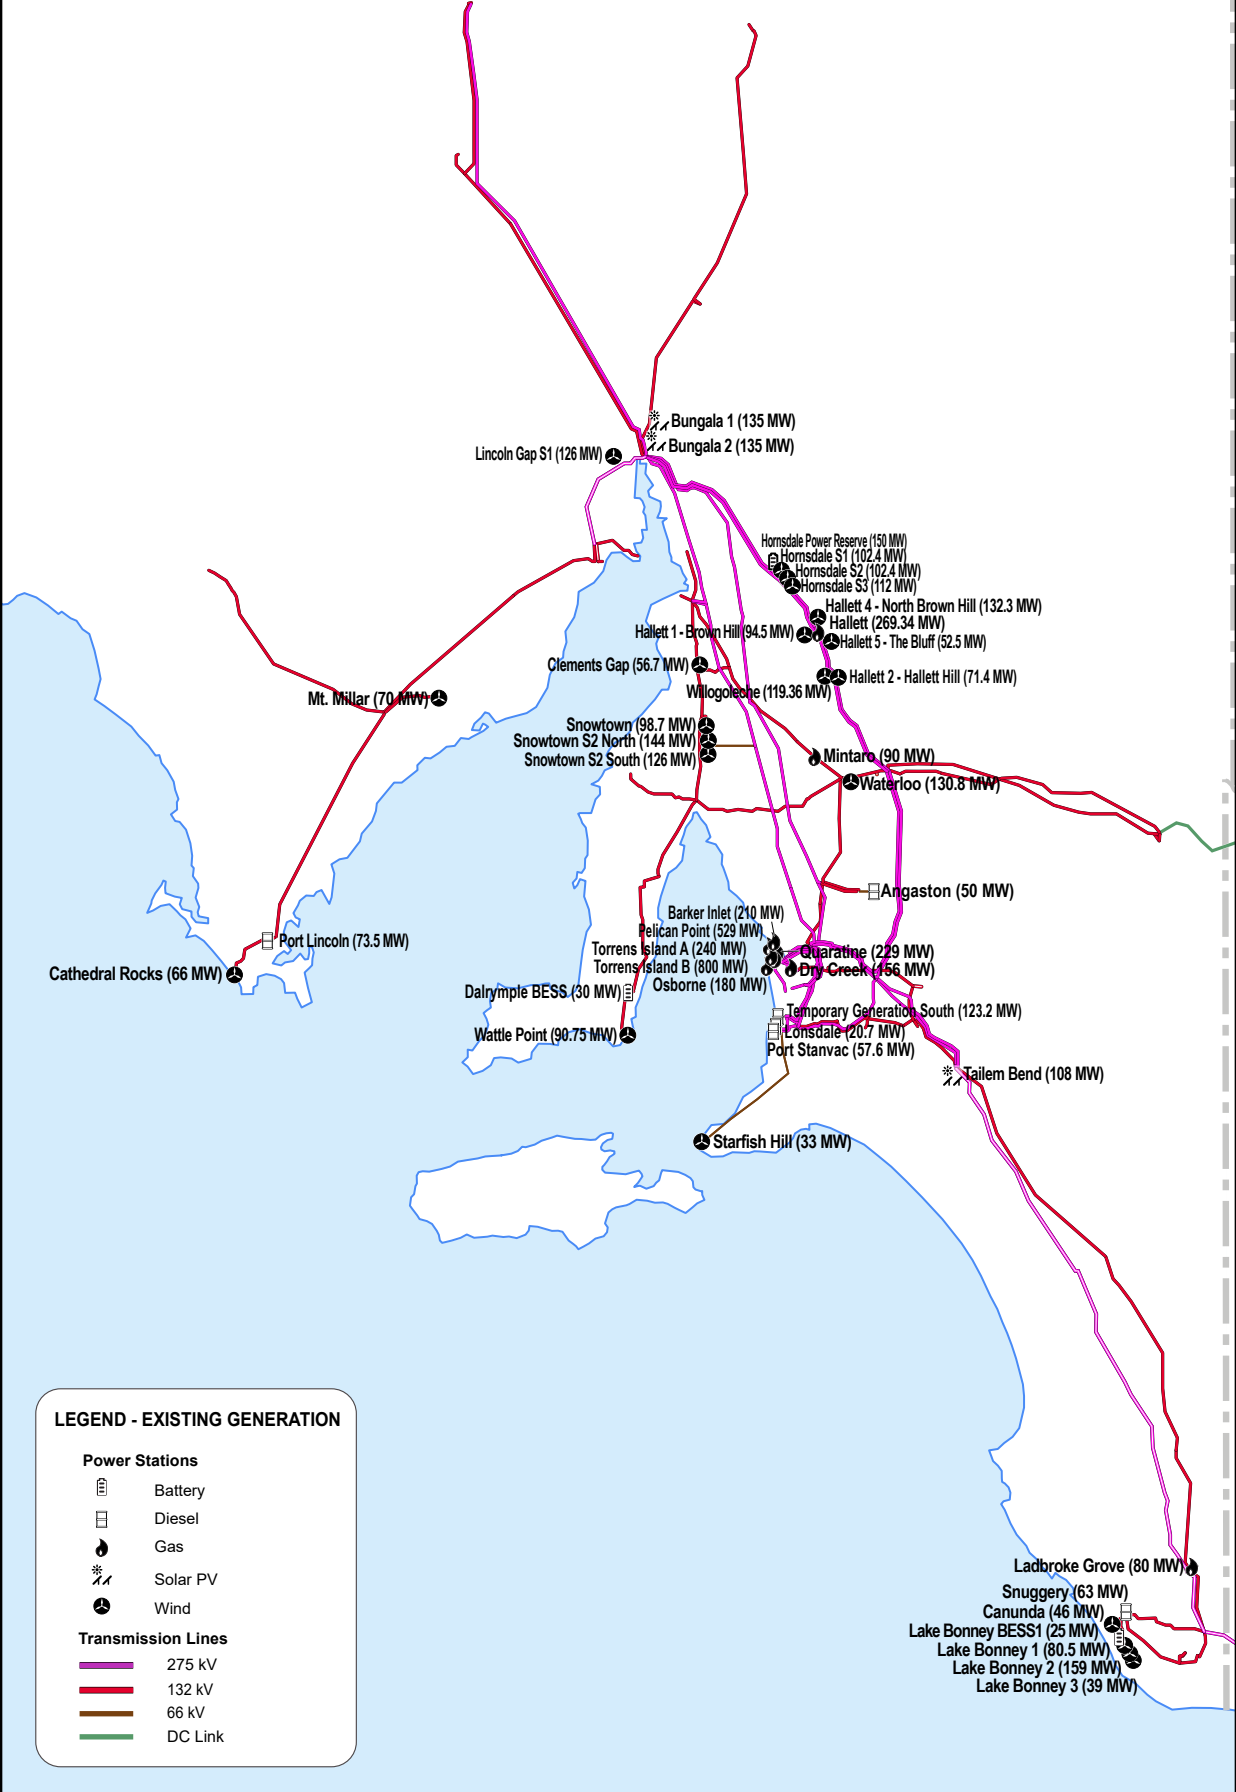 Bungala 1 (135 MW)
Bungala 2 (135 MW)
Lincoln Gap S1 (126 MW)
Hornsdale Power Reserve (150 MW)
Hornsdale S1 (102.4 MW)
Hornsdale S2 (102.4 MW)
Hornsdale S3 (112 MW)
Hallett 4 - North Brown Hill (132.3 MW)
Hallett (269.34 MW)
Hallett 1 - Brown Hill (94.5 MW)
Hallett 5 - The Bluff (52.5 MW)
Clements Gap (56.7 MW)
Hallett 2 - Hallett Hill (71.4 MW)
Willogoleche (119.36 MW)
Mt. Millar (70 MW)
Snowtown (98.7 MW)
Snowtown S2 North (144 MW)
Snowtown S2 South (126 MW)
Mintaro (90 MW)
Waterloo (130.8 MW)
Angaston (50 MW)
Barker Inlet (210 MW)
Pelican Point (529 MW)
Port Lincoln (73.5 MW)
Torrens Island A (240 MW)
Quaratine (229 MW)
Torrens Island B (800 MW)
Dry Creek (156 MW)
Cathedral Rocks (66 MW)
Osborne (180 MW)
Dalrymple BESS (30 MW)
Temporary Generation South (123.2 MW)
Wattle Point (90.75 MW)
Lonsdale (20.7 MW)
Port Stanvac (57.6 MW)
Tailem Bend (108 MW)
Starfish Hill (33 MW)
LEGEND - EXISTING GENERATION
Power Stations
Battery
Diesel
Gas
Solar PV
Wind
Transmission Lines
275 kV
132 kV
66 kV
DC Link
Ladbroke Grove (80 MW)
Snuggery (63 MW)
Canunda (46 MW)
Lake Bonney BESS1 (25 MW)
Lake Bonney 1 (80.5 MW)
Lake Bonney 2 (159 MW)
Lake Bonney 3 (39 MW)